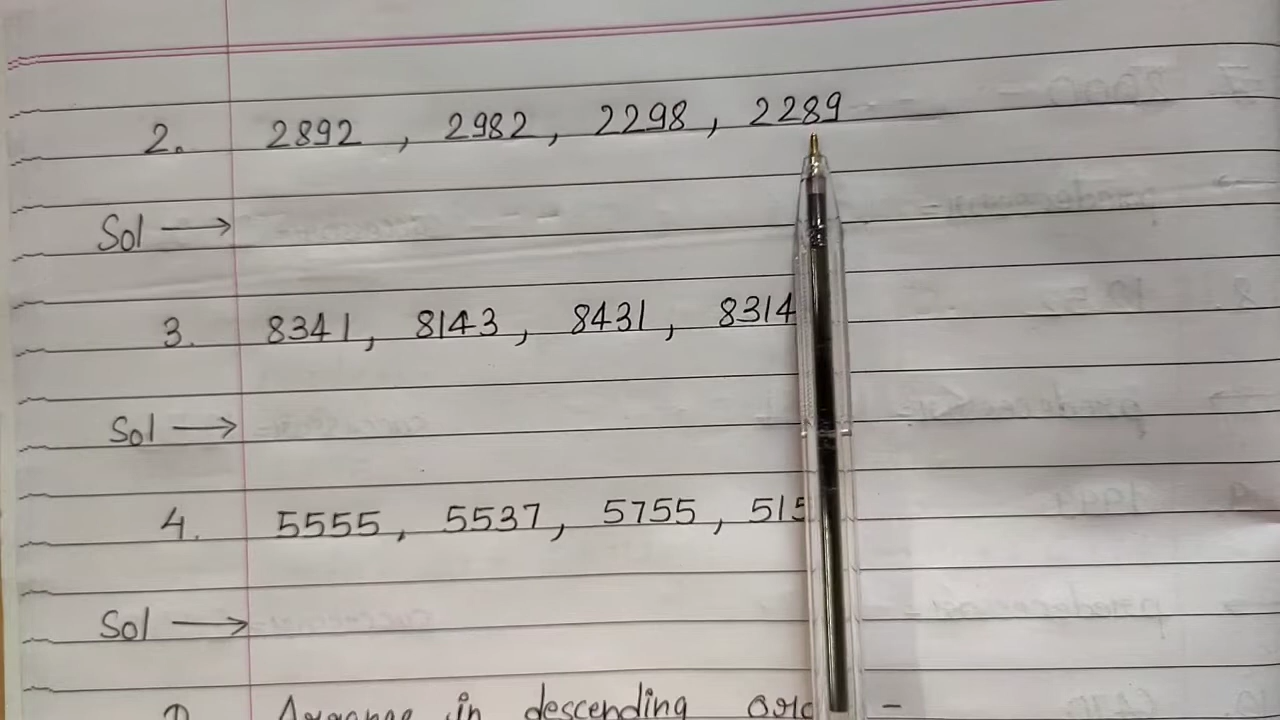 2. 2892 , 2982 , 2298 , 2289
Sol →
3. 8341 , 8143 , 8431 , 8314
Sol →
4. 5555 , 5537 , 5755 ,
Sol →
in descending